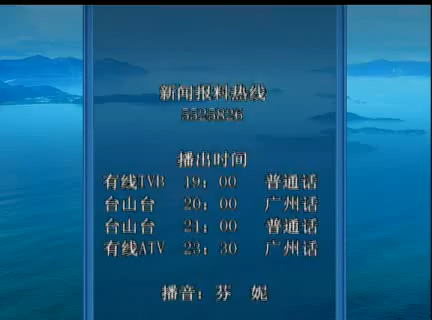 新闻报料热线
5525826
播出时间
有线TVB 19：00 普通话
台山台 20：00 广州话
台山台 21：00 普通话
有线ATV 23：30 广州话
播音：芬 妮